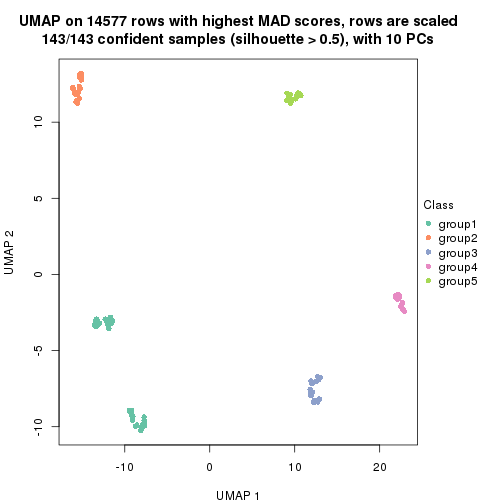 UMAP on 14577 rows with highest MAD scores, rows are scaled
143/143 confident samples (silhouette > 0.5), with 10 PCs
10
5
0
-5
-10
UMAP 2
-10
0
10
20
UMAP 1
Class
group1
group2
group3
group4
group5